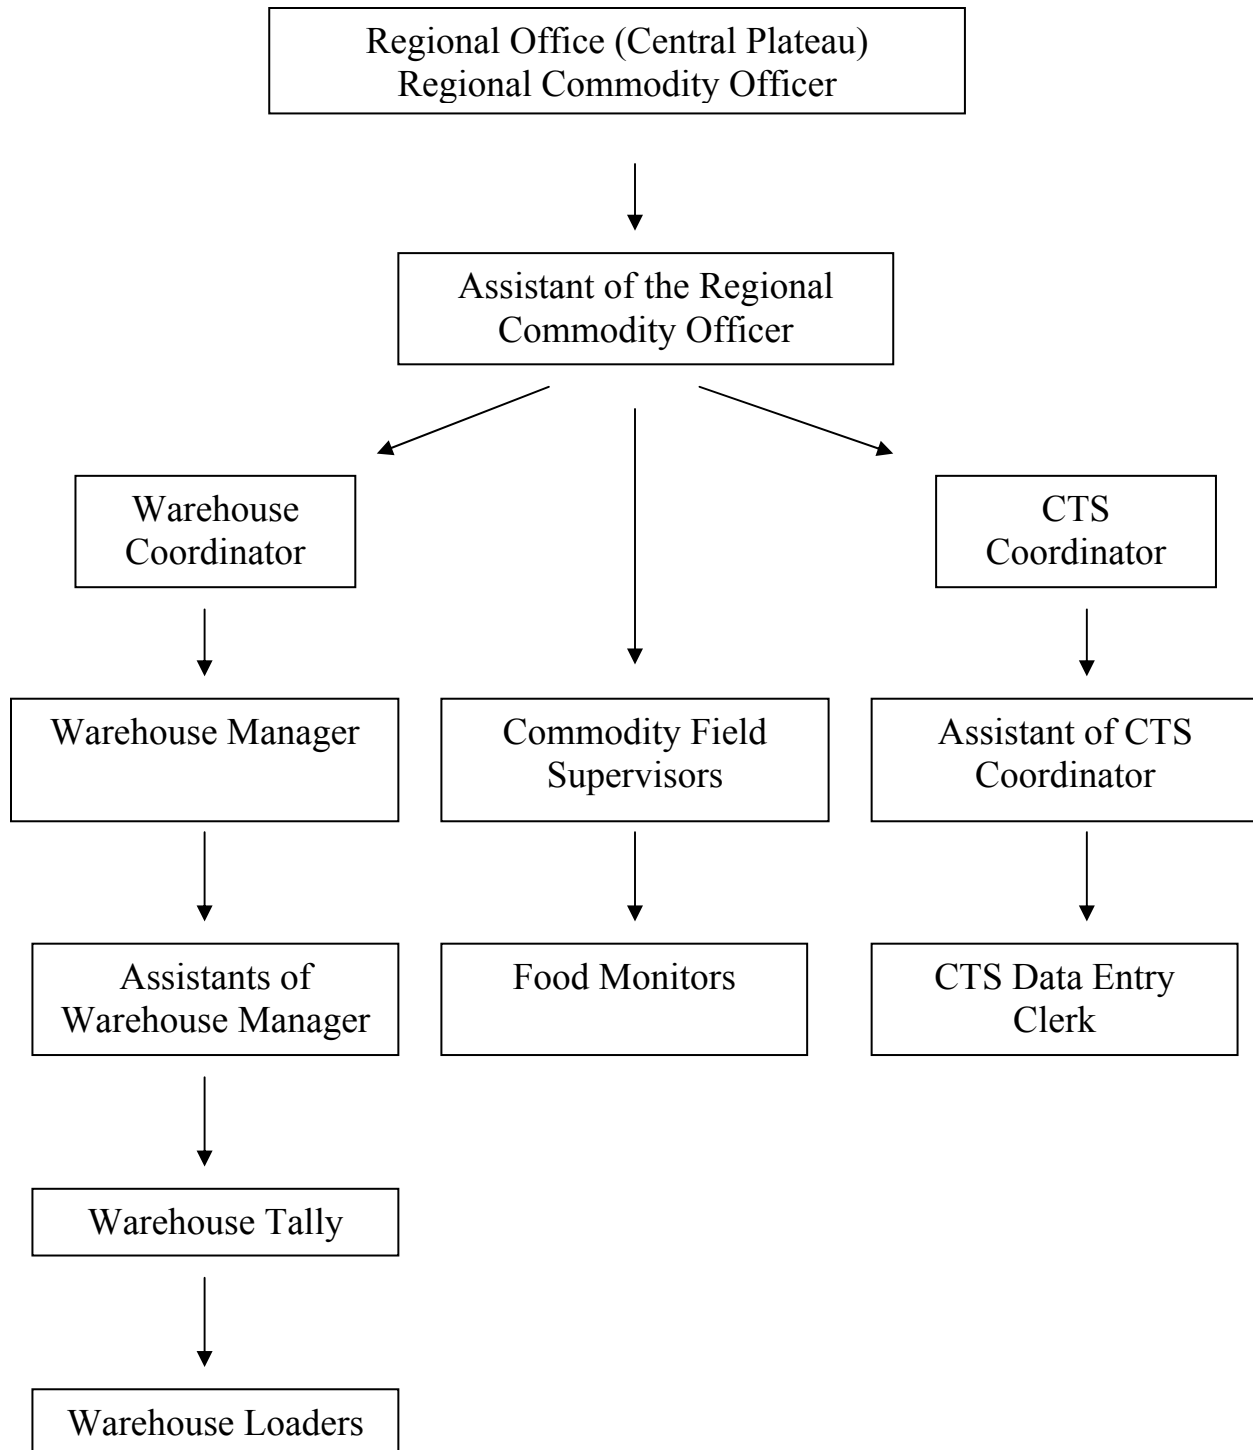 Regional Office (Central Plateau)
Regional Commodity Officer
Assistant of the Regional
Commodity Officer
Warehouse
Coordinator
CTS
Coordinator
Warehouse Manager
Commodity Field
Supervisors
Assistant of CTS
Coordinator
Assistants of
Warehouse Manager
Food Monitors
CTS Data Entry
Clerk
Warehouse Tally
Warehouse Loaders